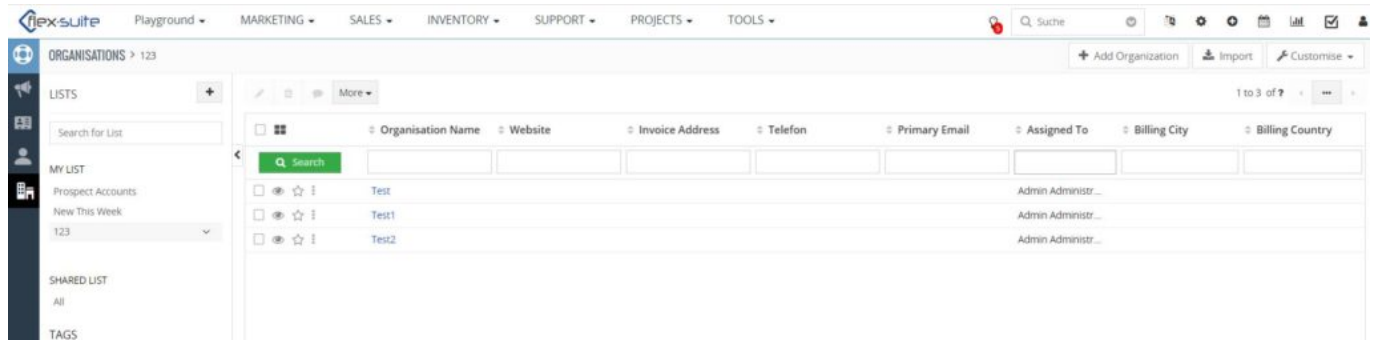 flex-suite Playground MARKETING SALES INVENTORY SUPPORT PROJECTS TOOLS Suche
ORGANISATIONS > 123 + Add Organization Import Customise
LISTS + More 1 to 3 of ? ...
Search for List Organisation Name Website Invoice Address Telefon Primary Email Assigned To Billing City Billing Country
Search
MY LIST
Prospect Accounts Test Admin Administr...
New This Week Test1 Admin Administr...
123 Test2 Admin Administr...
SHARED LIST
All
TAGS